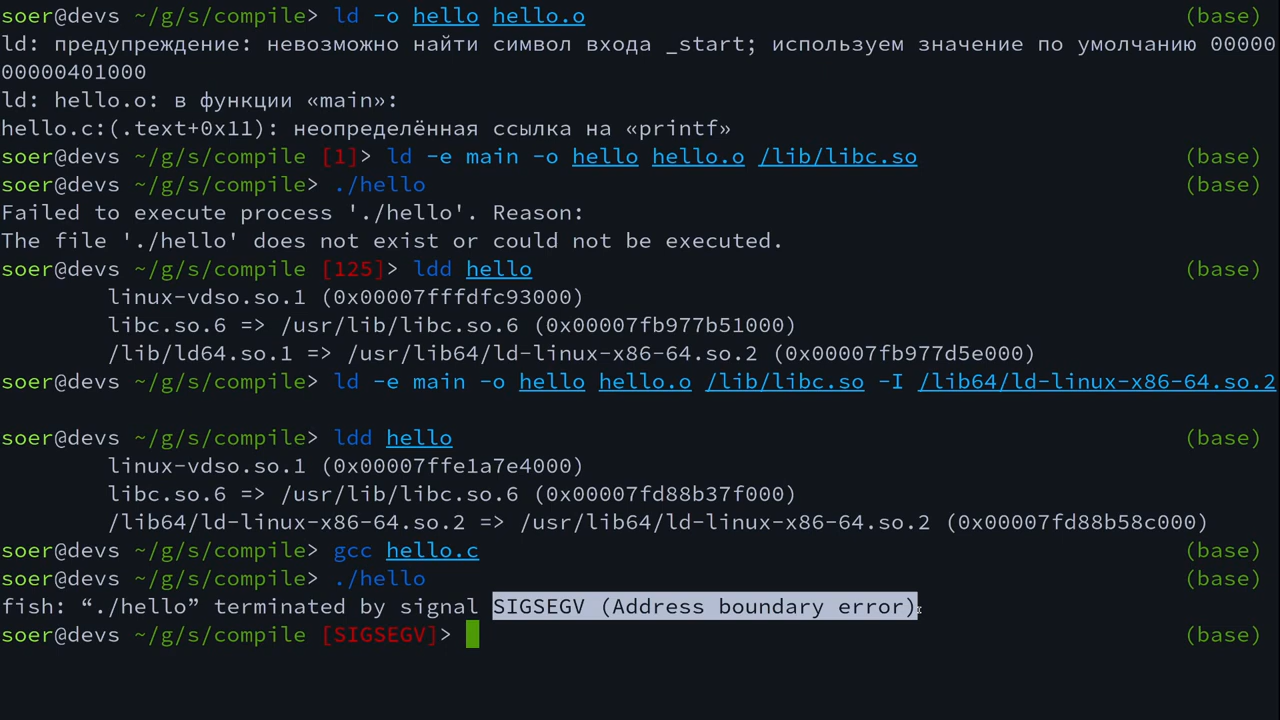 soer@devs ~/g/s/compile> ld -o hello hello.o (base)
ld: предупреждение: невозможно найти символ входа _start; используем значение по умолчанию 00000
00000401000
ld: hello.o: в функции «main»:
hello.c:(.text+0x11): неопределённая ссылка на «printf»
soer@devs ~/g/s/compile [1]> ld -e main -o hello hello.o /lib/libc.so (base)
soer@devs ~/g/s/compile> ./hello (base)
Failed to execute process './hello'. Reason:
The file './hello' does not exist or could not be executed.
soer@devs ~/g/s/compile [125]> ldd hello (base)
linux-vdso.so.1 (0x00007fffdfc93000)
libc.so.6 => /usr/lib/libc.so.6 (0x00007fb977b51000)
/lib/ld64.so.1 => /usr/lib64/ld-linux-x86-64.so.2 (0x00007fb977d5e000)
soer@devs ~/g/s/compile> ld -e main -o hello hello.o /lib/libc.so -I /lib64/ld-linux-x86-64.so.2
soer@devs ~/g/s/compile> ldd hello (base)
linux-vdso.so.1 (0x00007ffe1a7e4000)
libc.so.6 => /usr/lib/libc.so.6 (0x00007fd88b37f000)
/lib64/ld-linux-x86-64.so.2 => /usr/lib64/ld-linux-x86-64.so.2 (0x00007fd88b58c000)
soer@devs ~/g/s/compile> gcc hello.c (base)
soer@devs ~/g/s/compile> ./hello (base)
fish: “./hello” terminated by signal SIGSEGV (Address boundary error)
soer@devs ~/g/s/compile [SIGSEGV]> (base)